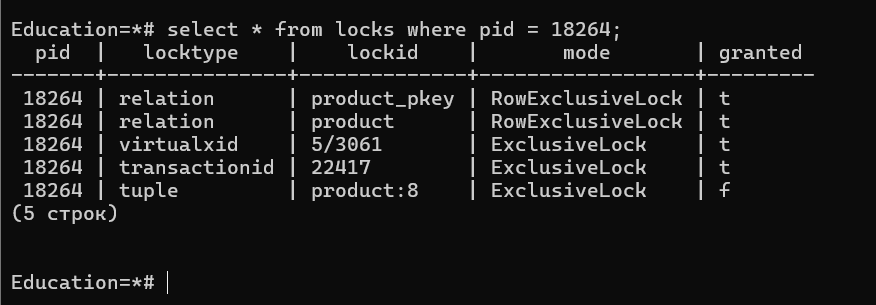 Education=*# select * from locks where pid = 18264;
  pid  |   locktype    |    lockid    |       mode       | granted
-------+---------------+--------------+------------------+---------
 18264 | relation      | product_pkey | RowExclusiveLock | t
 18264 | relation      | product      | RowExclusiveLock | t
 18264 | virtualxid    | 5/3061       | ExclusiveLock    | t
 18264 | transactionid | 22417        | ExclusiveLock    | t
 18264 | tuple         | product:8    | ExclusiveLock    | f
(5 строк)
Education=*#